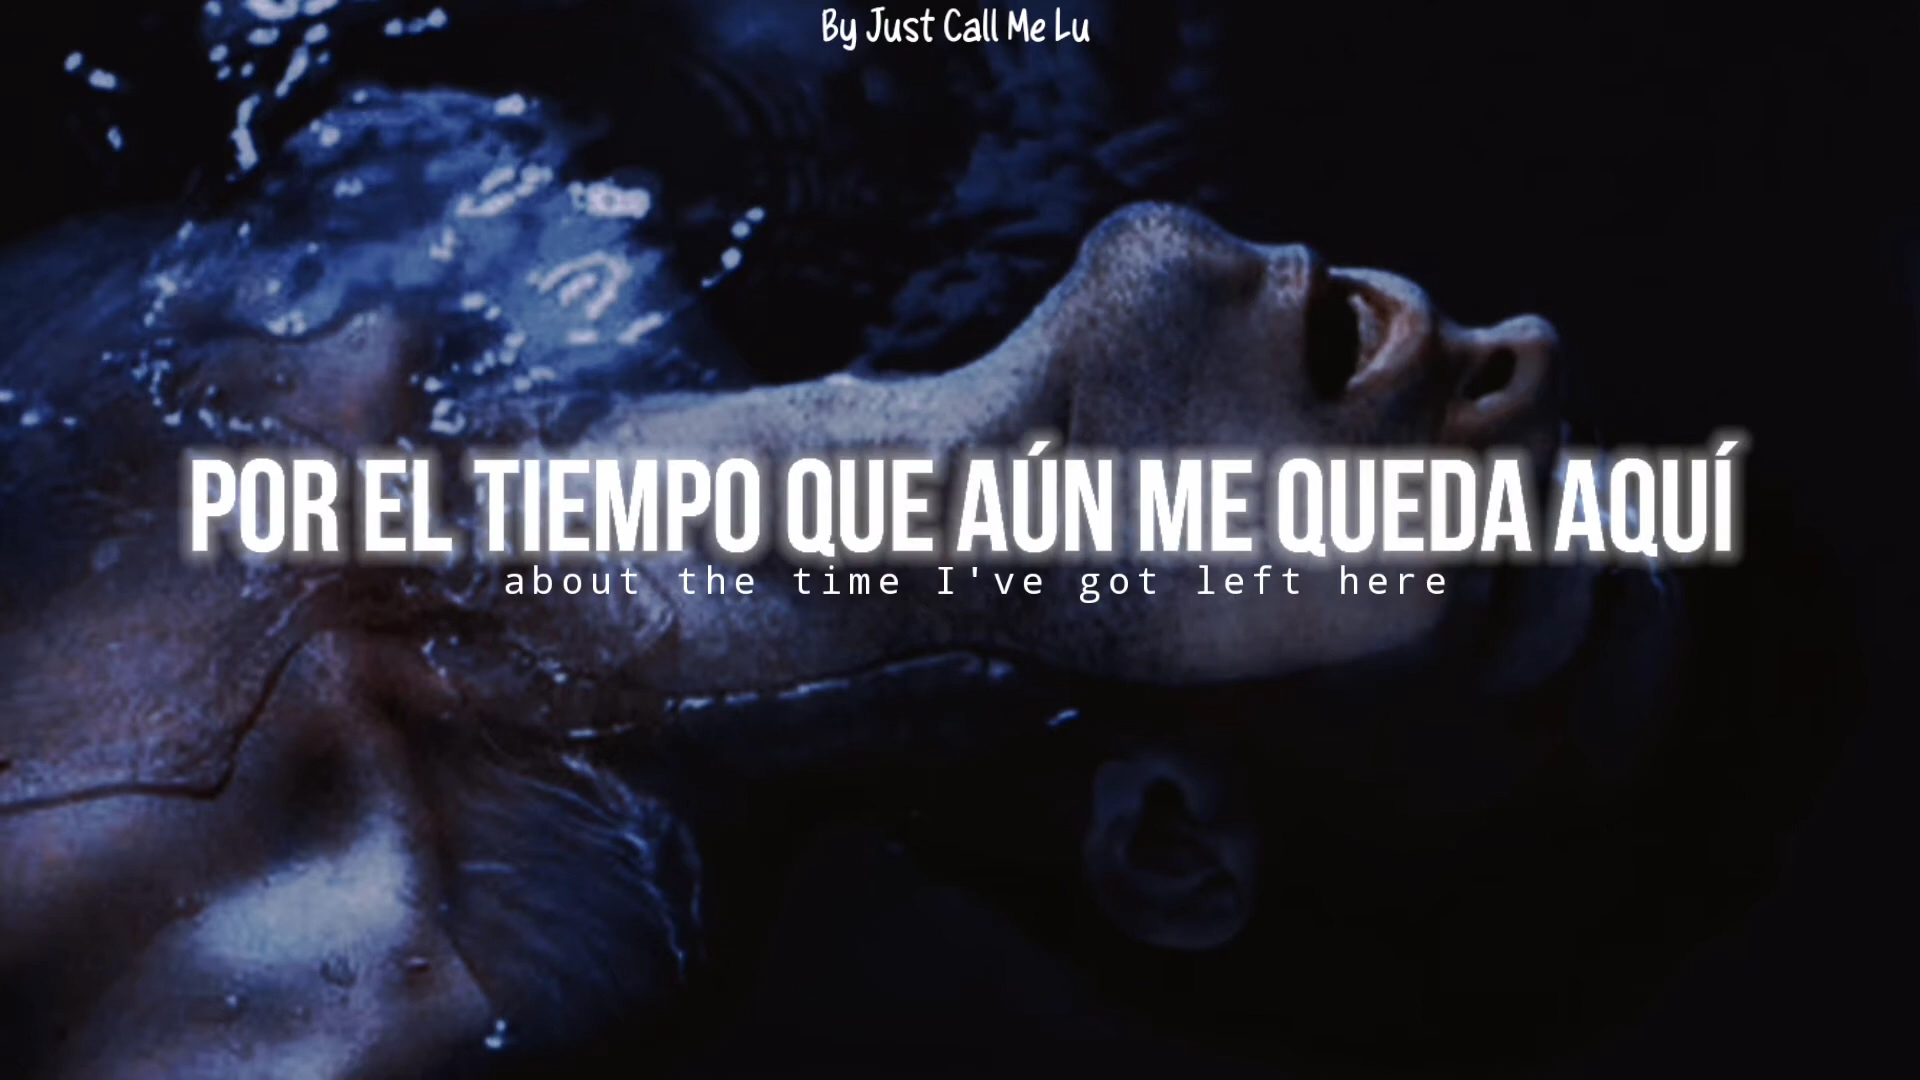 By Just Call Me Lu
POR EL TIEMPO QUE AÚN ME QUEDA AQUÍ
about the time I've got left here